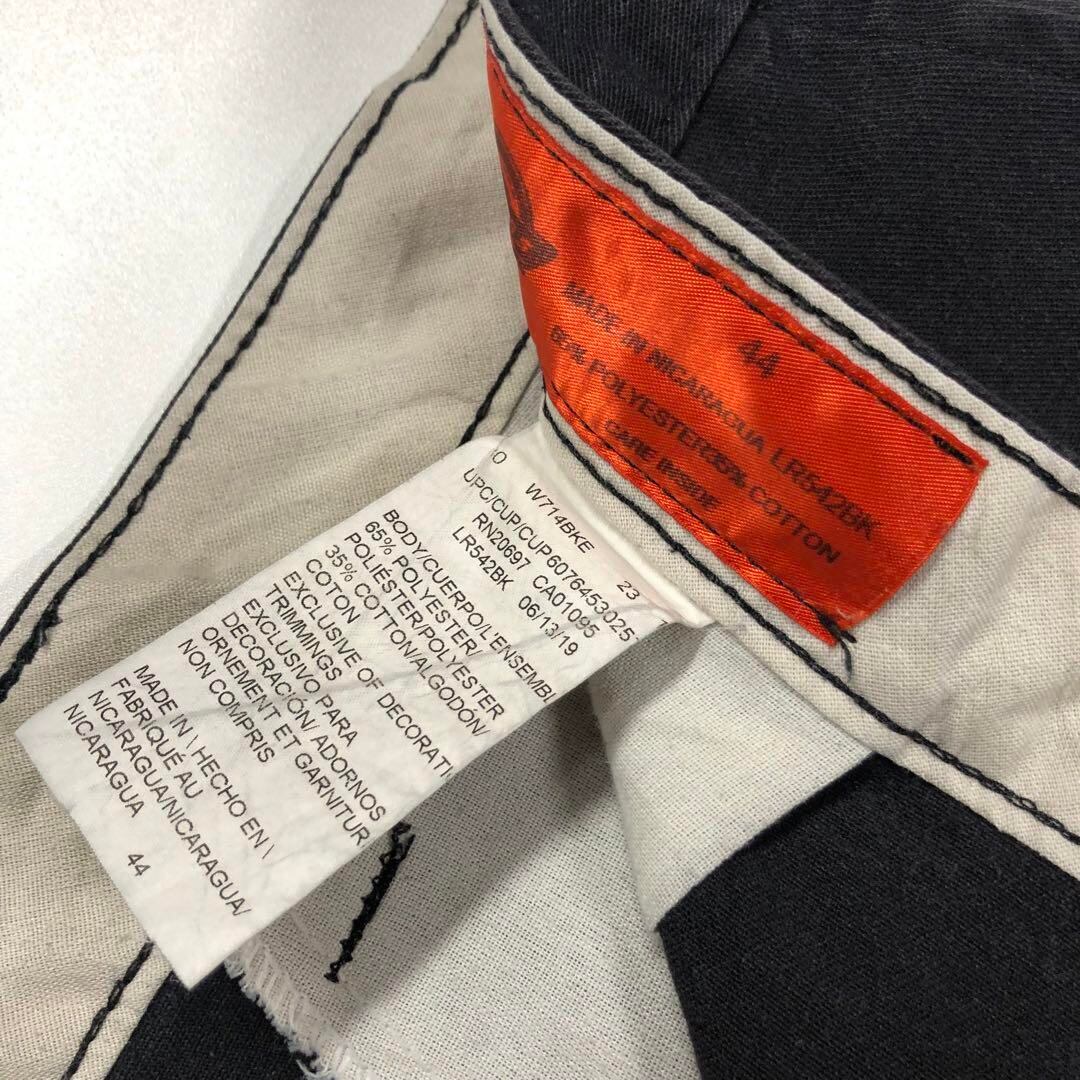 44
MADE IN NICARAGUA LR542BK
65% POLYESTER35% COTTON
CARE INSIDE
W714BKE 23
UPC/CUP/CUP6076453025
RN20697 CA01095
LR542BK 06/13/19
BODY/CUERPO/L'ENSEMBL
65% POLYESTER/
POLIÉSTER/POLYESTER
35% COTTON/ALGODÓN/
COTON
EXCLUSIVE OF DECORATI
TRIMMINGS
EXCLUSIVO PARA
DECORACIÓN/ ADORNOS
ORNEMENT ET GARNITUR
NON COMPRIS
MADE IN \ HECHO EN \
FABRIQUÉ AU
NICARAGUA/NICARAGUA/
NICARAGUA
44